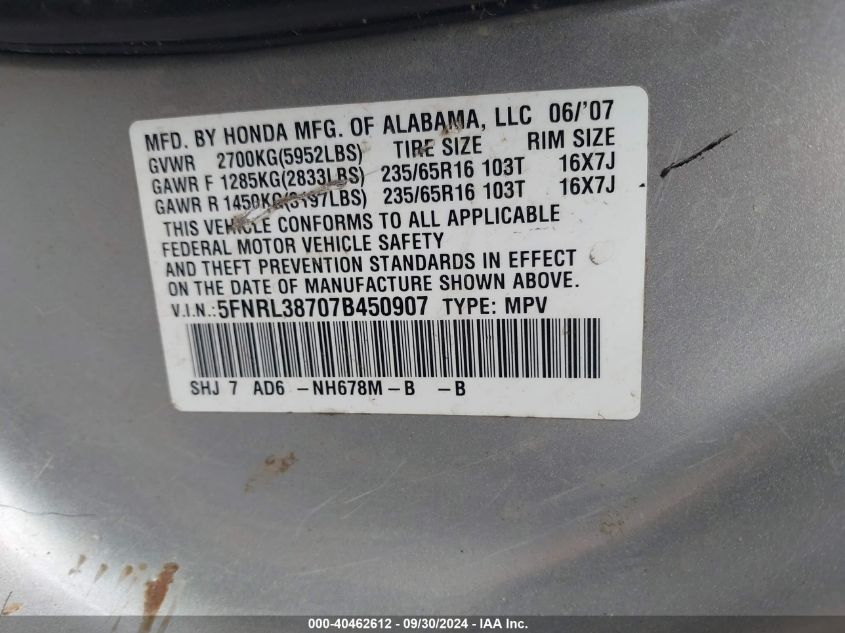 MFD. BY HONDA MFG. OF ALABAMA, LLC 06/'07
GVWR 2700KG(5952LBS) TIRE SIZE RIM SIZE
GAWR F 1285KG(2833LBS) 235/65R16 103T 16X7J
GAWR R 1450KG(3197LBS) 235/65R16 103T 16X7J
THIS VEHICLE CONFORMS TO ALL APPLICABLE
FEDERAL MOTOR VEHICLE SAFETY
AND THEFT PREVENTION STANDARDS IN EFFECT
ON THE DATE OF MANUFACTURE SHOWN ABOVE.
V.I.N.:5FNRL38707B450907 TYPE: MPV
SHJ 7 AD6 -NH678M-B -B
000-40462612 - 09/30/2024 - IAA Inc.